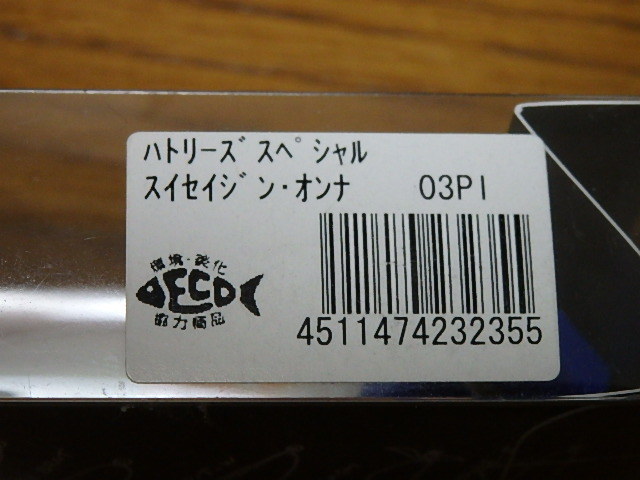 ﾊﾄﾘｰｽﾞｽﾍﾟｼｬﾙ
ｽｲｾｲｼﾞﾝ・ｵﾝﾅ 03PI
環境・美化
ECO
協力商品
4511474232355